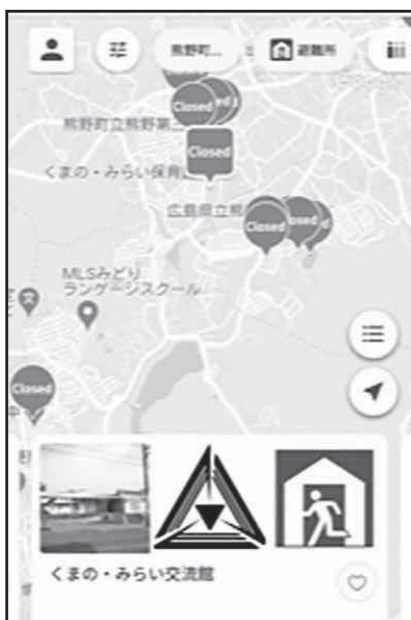 熊野町...
避難所
Closed
熊野町立熊野第
Closed
くまの・みらい保育
広島県立熊
Closed
MLSみどり
ランゲージスクール
Closed
くまの・みらい交流館